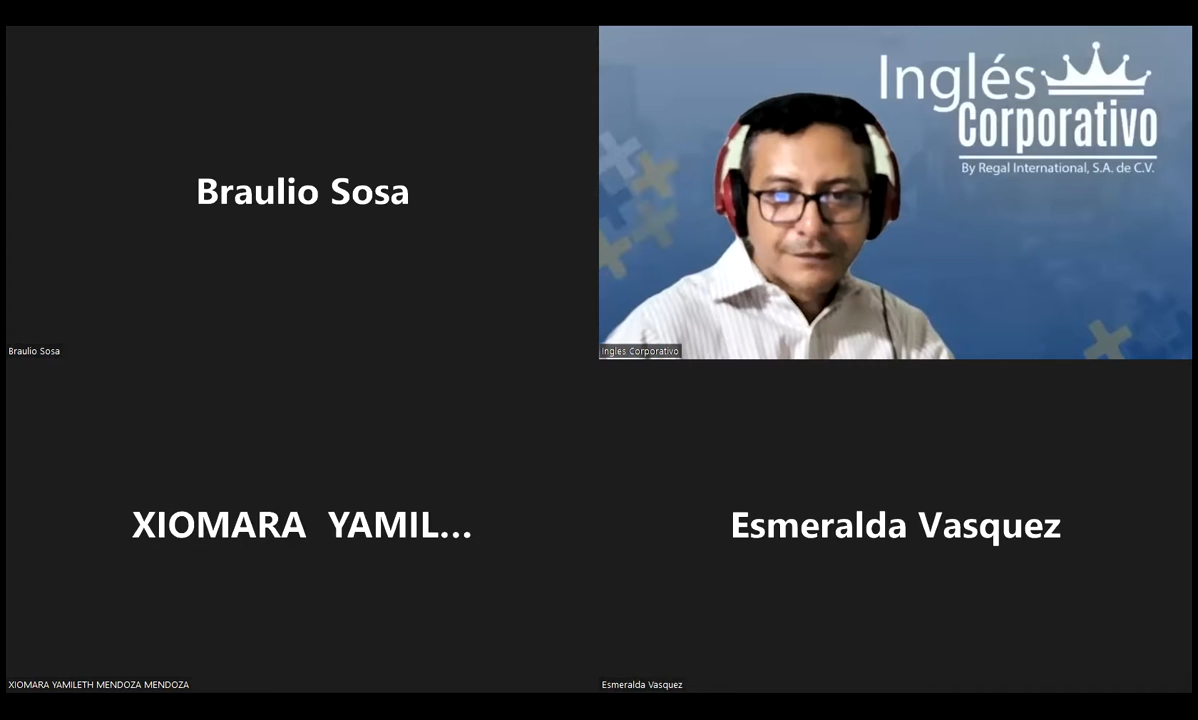 Braulio Sosa
Braulio Sosa
Inglés
Corporativo
By Regal International, S.A. de C.V.
Ingles Corporativo
XIOMARA YAMIL...
XIOMARA YAMILETH MENDOZA MENDOZA
Esmeralda Vasquez
Esmeralda Vasquez